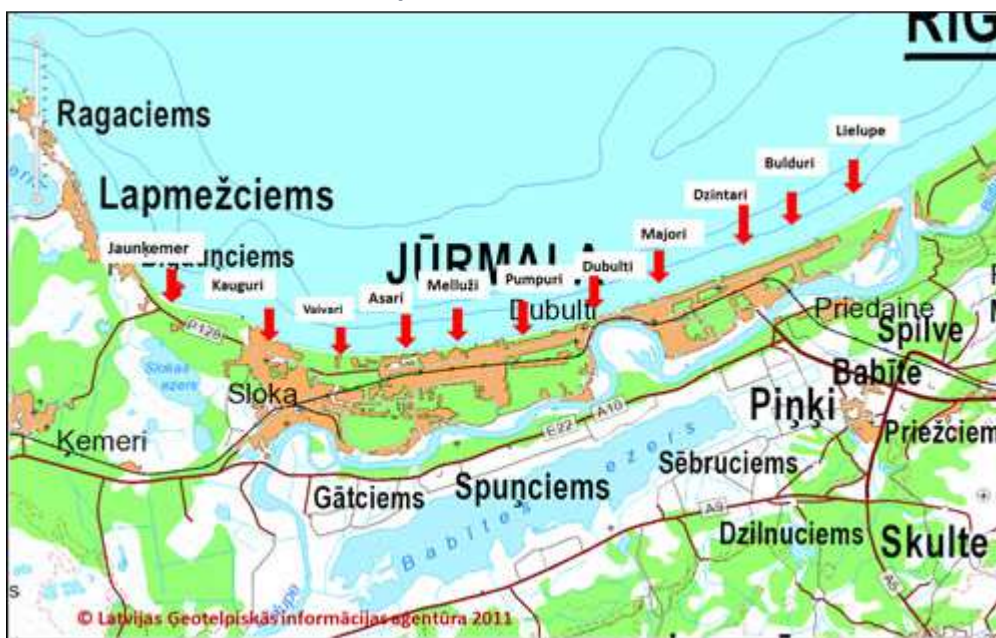 RIG
Ragaciems
Lielupe
Bulduri
Lapmežciems
Dzintari
Jaunķemer
Majori
JŪRMALA
Dubulti
Kauguri
Pumpuri
Melluži
Asari
Vaivari
Dubulti
Priedaine
P128
Spilve
Slokas
ezers
Babīte
Sloka
Piņķi
Priežciem
Ķemeri
E22
A10
Sēbruciems
Gātciems
Spuņciems
Babītes ezers
A9
Dzilnuciems
Skulte
A5
© Latvijas Geotelpiskās informācijas aģentūra 2011